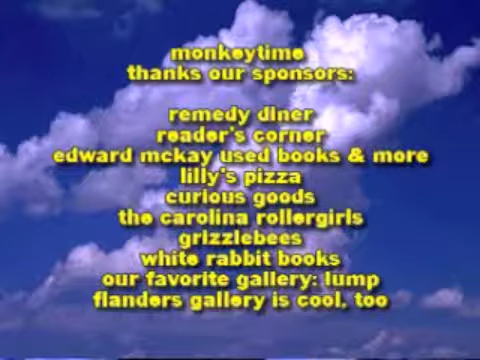 monkeytime
thanks our sponsors:
remedy diner
reader's corner
edward mckay used books & more
lilly's pizza
curious goods
the carolina rollergirls
grizzlebees
white rabbit books
our favorite gallery: lump
flanders gallery is cool, too